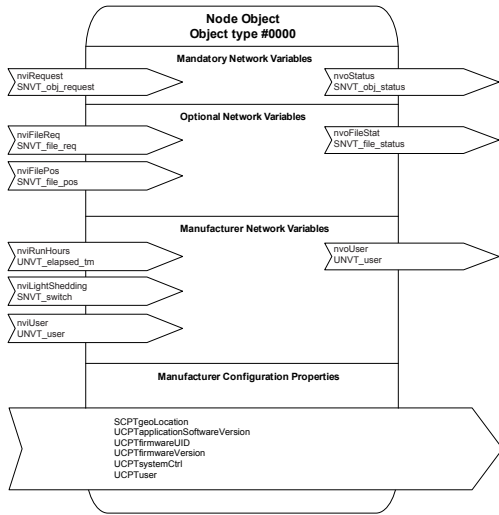 Node Object
Object type #0000
Mandatory Network Variables
nviRequest
SNVT_obj_request
nvoStatus
SNVT_obj_status
Optional Network Variables
nviFileReq
SNVT_file_req
nvoFileStat
SNVT_file_status
nviFilePos
SNVT_file_pos
Manufacturer Network Variables
nviRunHours
UNVT_elapsed_tm
nvoUser
UNVT_user
nviLightShedding
SNVT_switch
nviUser
UNVT_user
Manufacturer Configuration Properties
SCPTgeoLocation
UCPTapplicationSoftwareVersion
UCPTfirmwareUID
UCPTfirmwareVersion
UCPTsystemCtrl
UCPTuser